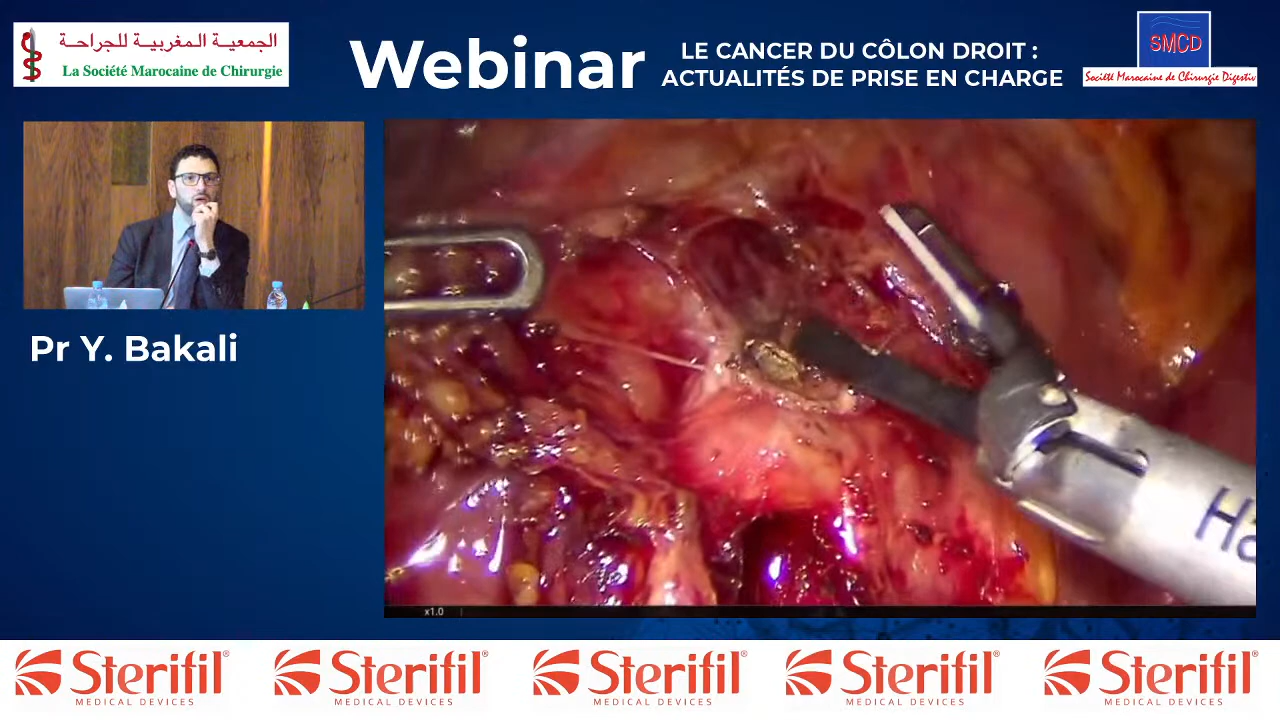 الجمعية المغربية للجراحة
La Société Marocaine de Chirurgie
Webinar
LE CANCER DU CÔLON DROIT :
ACTUALITÉS DE PRISE EN CHARGE
SMCD
Société Marocaine de Chirurgie Digestiv
Pr Y. Bakali
Ha
x1.0
Sterifil® Sterifil® Sterifil® Sterifil® Sterifil®
MEDICAL DEVICES MEDICAL DEVICES MEDICAL DEVICES MEDICAL DEVICES MEDICAL DEVICES